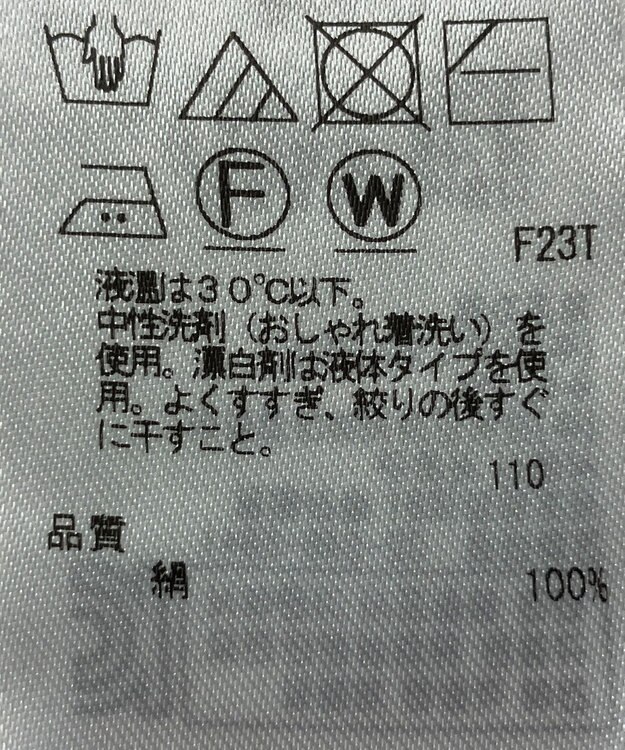 F W
F23T
液温は30℃以下。
中性洗剤(おしゃれ着洗い)を
使用。漂白剤は液体タイプを使
用。よくすすぎ、絞りの後すぐ
に干すこと。
110
品質
絹 100%